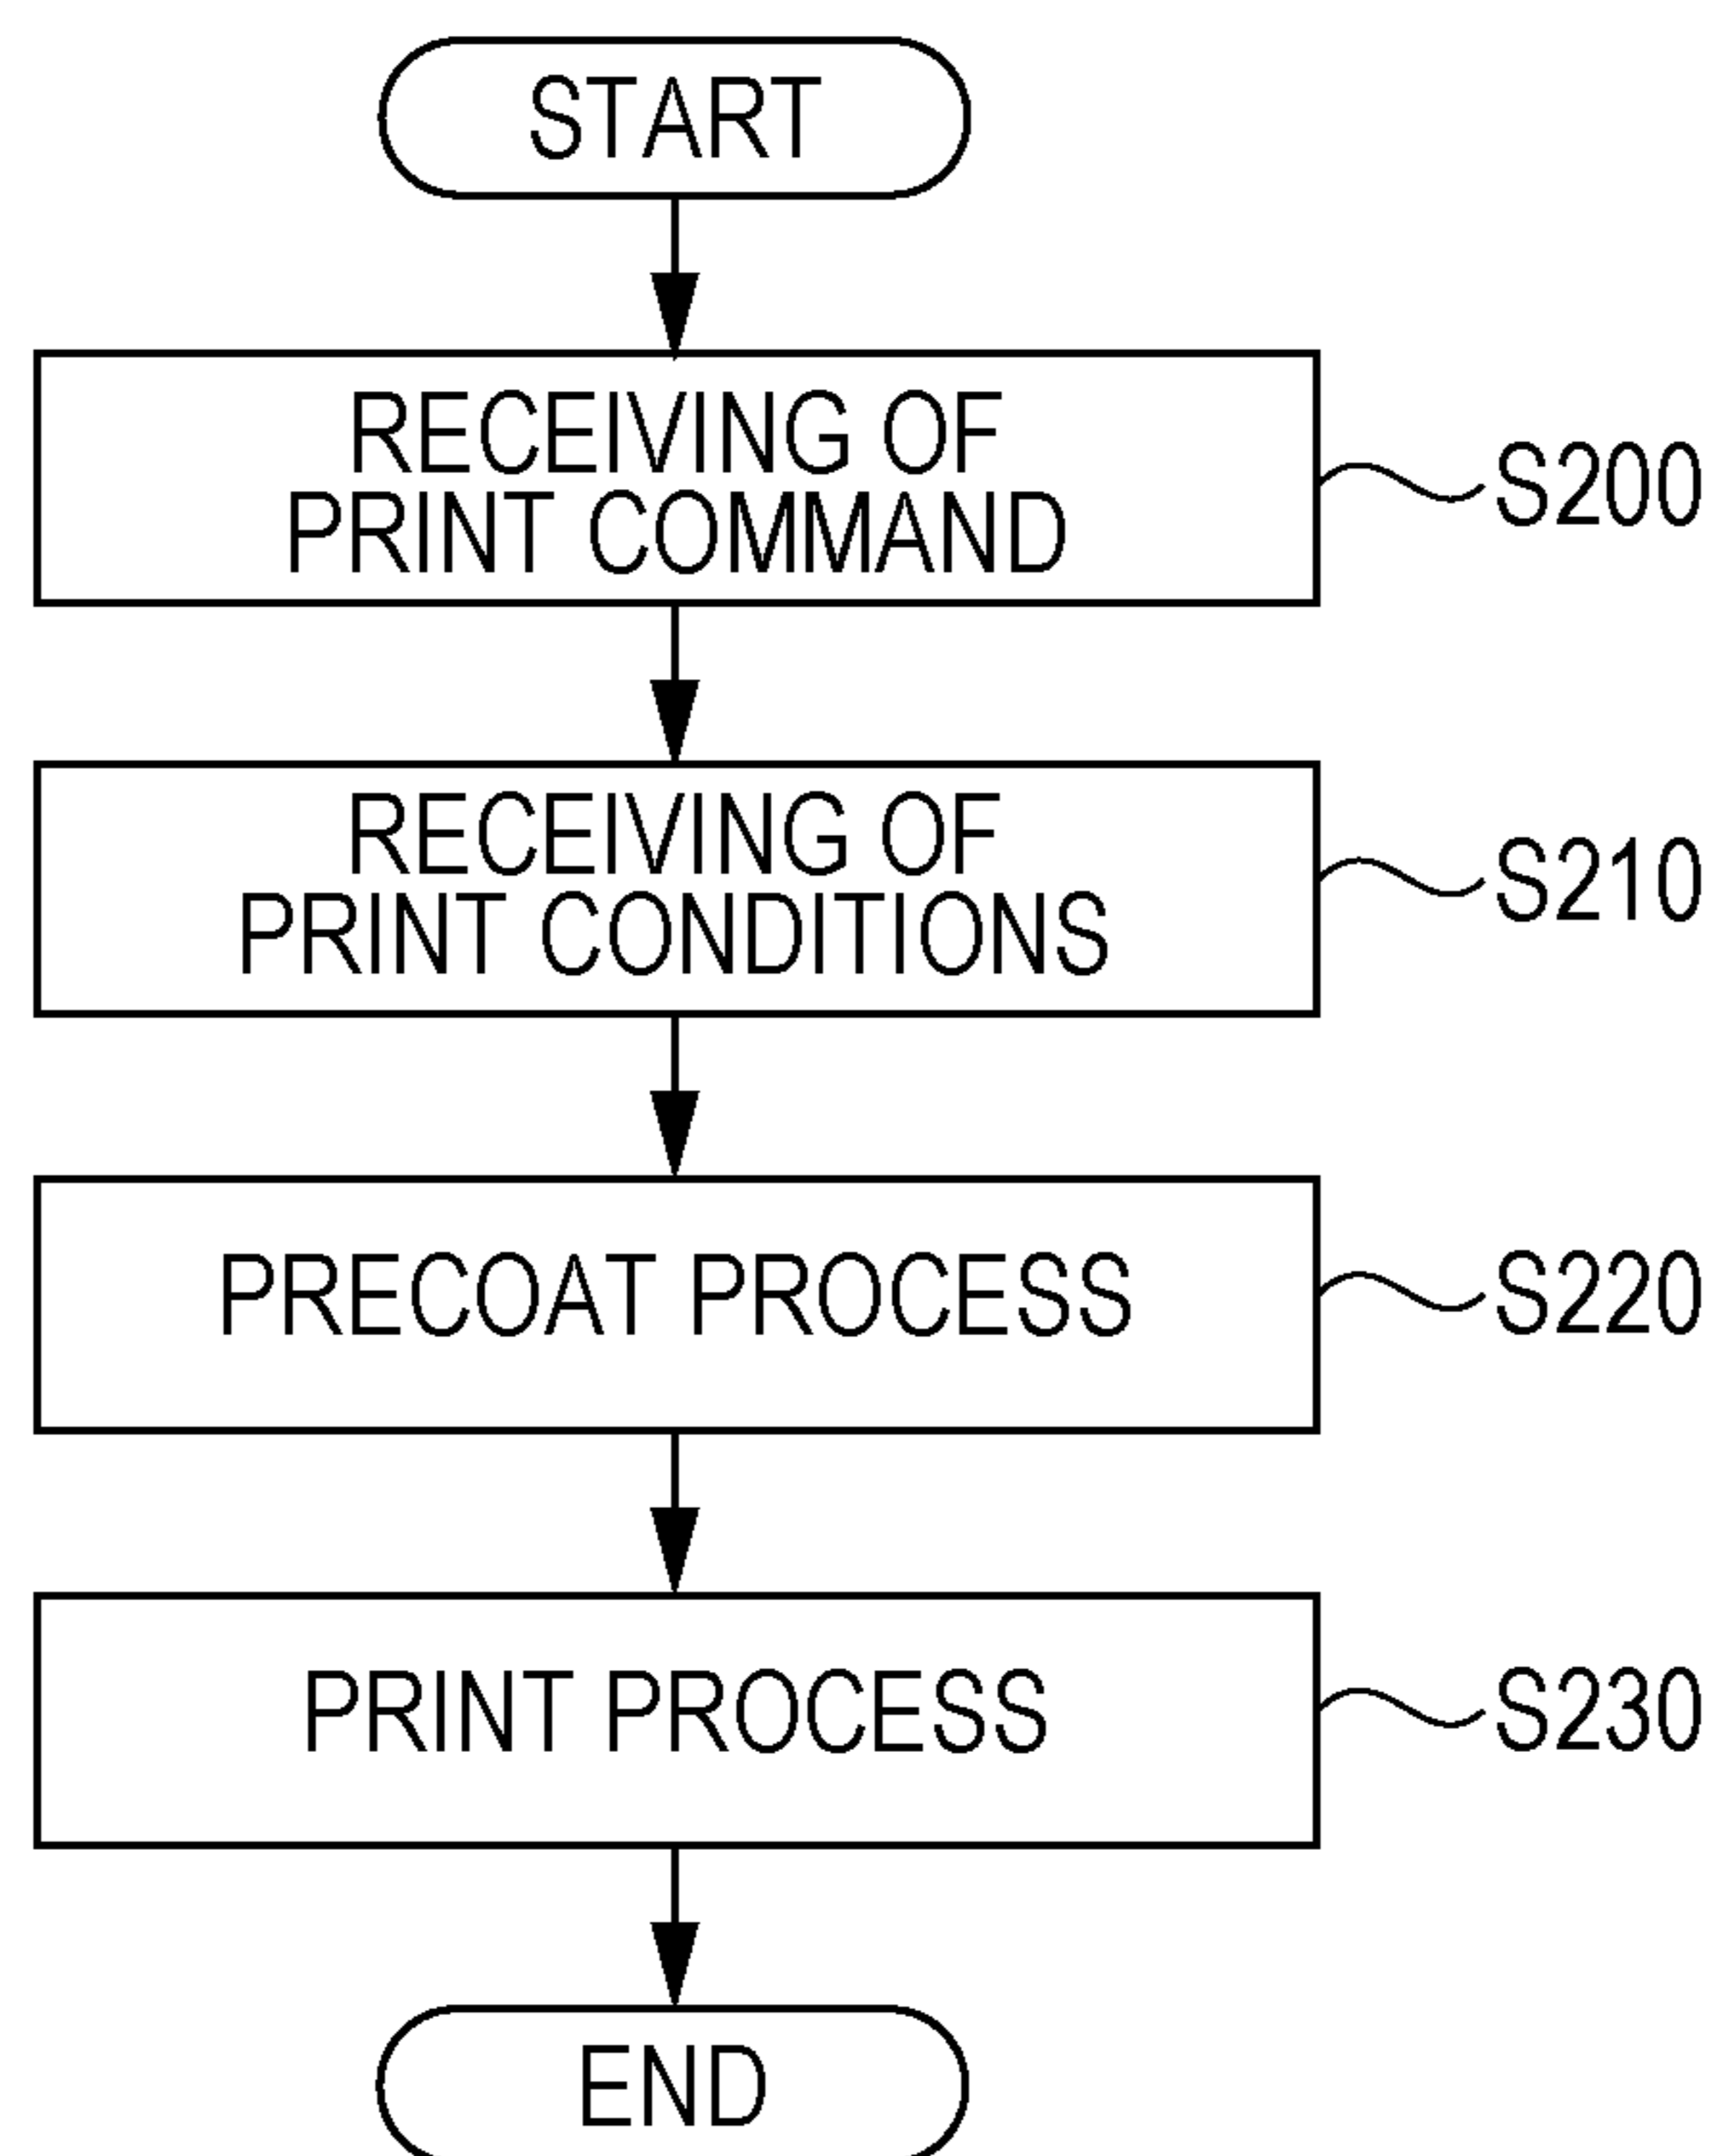 START
RECEIVING OF
PRINT COMMAND
S200
RECEIVING OF
PRINT CONDITIONS
S210
PRECOAT PROCESS
S220
PRINT PROCESS
S230
END